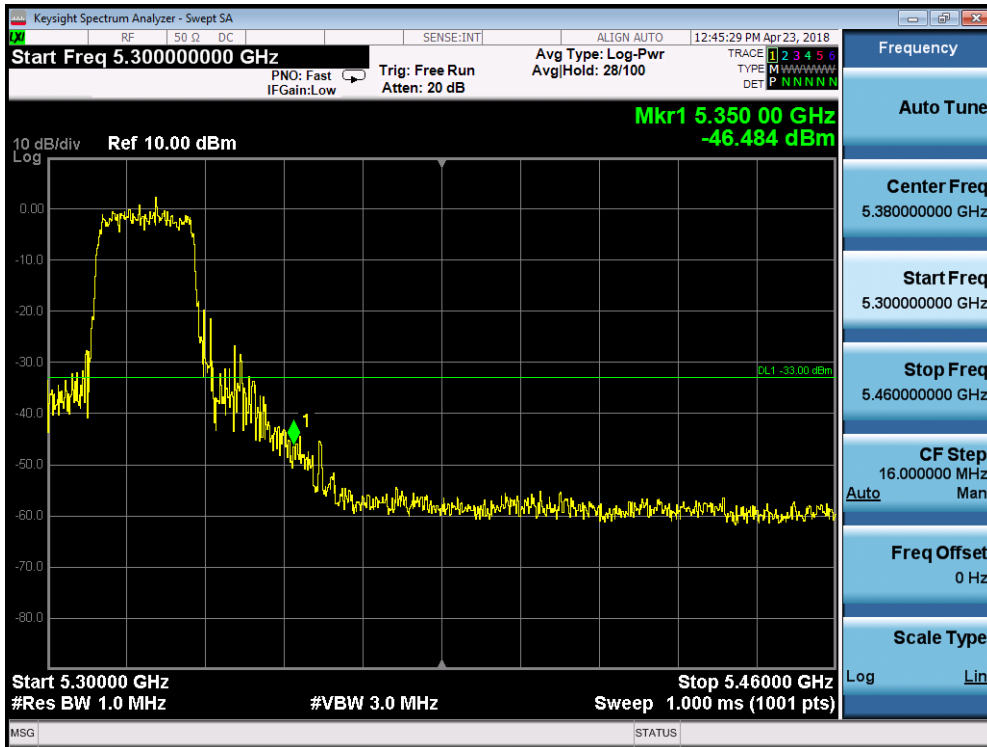 Keysight Spectrum Analyzer - Swept SA
LXI RF 50 Ω DC SENSE:INT ALIGN AUTO 12:45:29 PM Apr 23, 2018
Start Freq 5.300000000 GHz
PNO: Fast
IFGain:Low
Trig: Free Run
Atten: 20 dB
Avg Type: Log-Pwr
Avg|Hold: 28/100
TRACE 1 2 3 4 5 6
TYPE M W W W W W
DET P N N N N N
Mkr1 5.350 00 GHz
-46.484 dBm
10 dB/div Ref 10.00 dBm
Log
0.00
-10.0
-20.0
-30.0
DL1 -33.00 dBm
-40.0
1
-50.0
-60.0
-70.0
-80.0
Start 5.30000 GHz Stop 5.46000 GHz
#Res BW 1.0 MHz #VBW 3.0 MHz Sweep 1.000 ms (1001 pts)
MSG STATUS
Frequency
Auto Tune
Center Freq
5.380000000 GHz
Start Freq
5.300000000 GHz
Stop Freq
5.460000000 GHz
CF Step
16.000000 MHz
Auto Man
Freq Offset
0 Hz
Scale Type
Log Lin